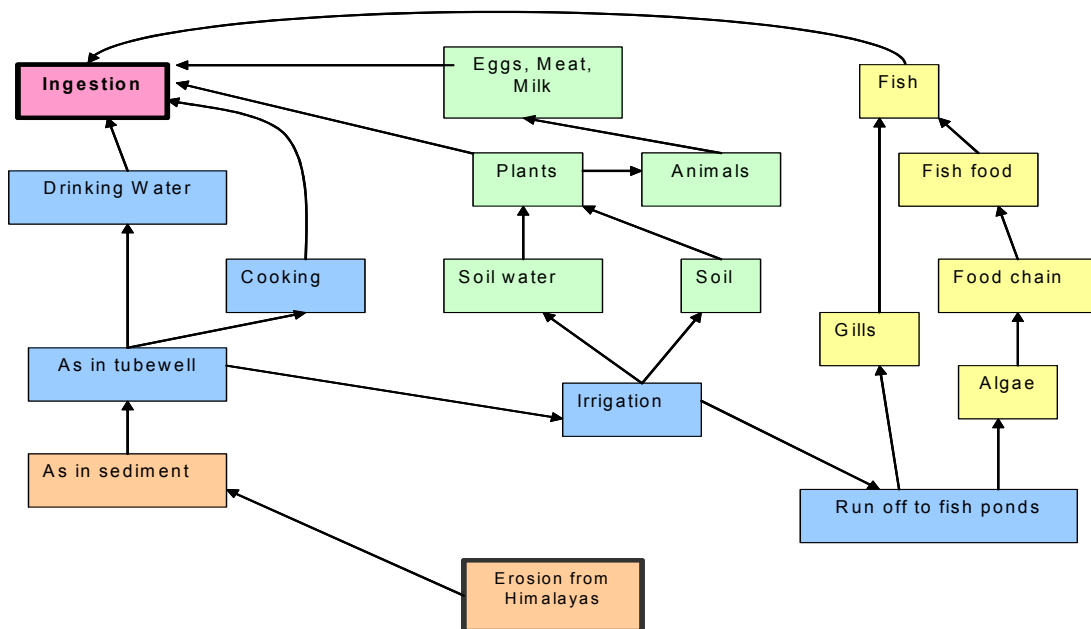 Ingestion
Eggs, Meat,
Milk
Fish
Drinking Water
Plants
Animals
Fish food
Cooking
Soil water
Soil
Food chain
Gills
As in tubewell
Irrigation
Algae
As in sediment
Run off to fish ponds
Erosion from
Himalayas